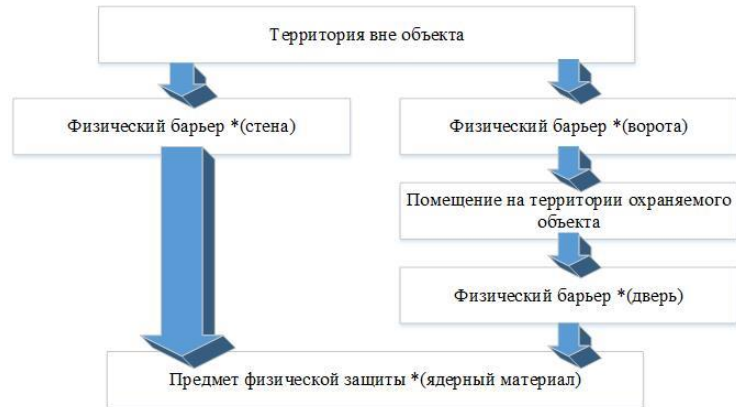 Территория вне объекта
Физический барьер *(стена)
Физический барьер *(ворота)
Помещение на территории охраняемого
объекта
Физический барьер *(дверь)
Предмет физической защиты *(ядерный материал)